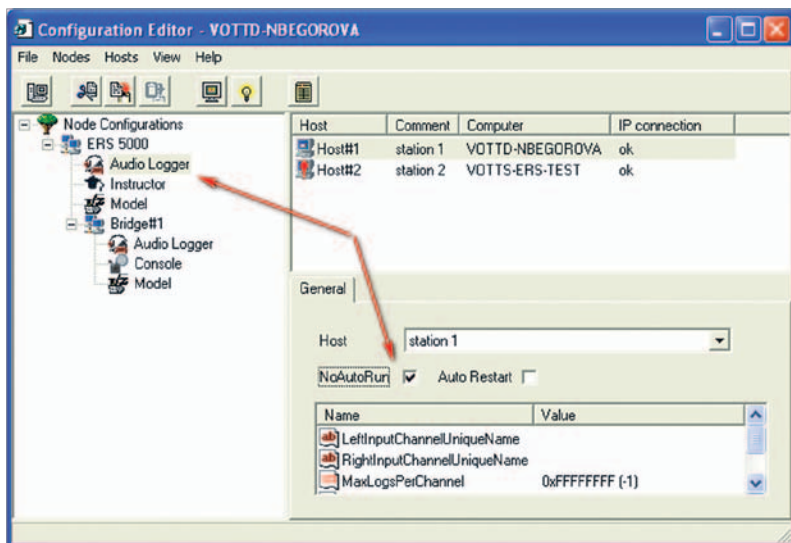 Configuration Editor - VOTTD-NBEGOROVA
File Nodes Hosts View Help
Node Configurations
ERS 5000
Audio Logger
Instructor
Model
Bridge#1
Audio Logger
Console
Model
Host Comment Computer IP connection
Host#1 station 1 VOTTD-NBEGOROVA ok
Host#2 station 2 VOTTS-ERS-TEST ok
General
Host station 1
NoAutoRun Auto Restart
Name Value
LeftInputChannelUniqueName
RightInputChannelUniqueName
MaxLogsPerChannel 0xFFFFFFFF (-1)